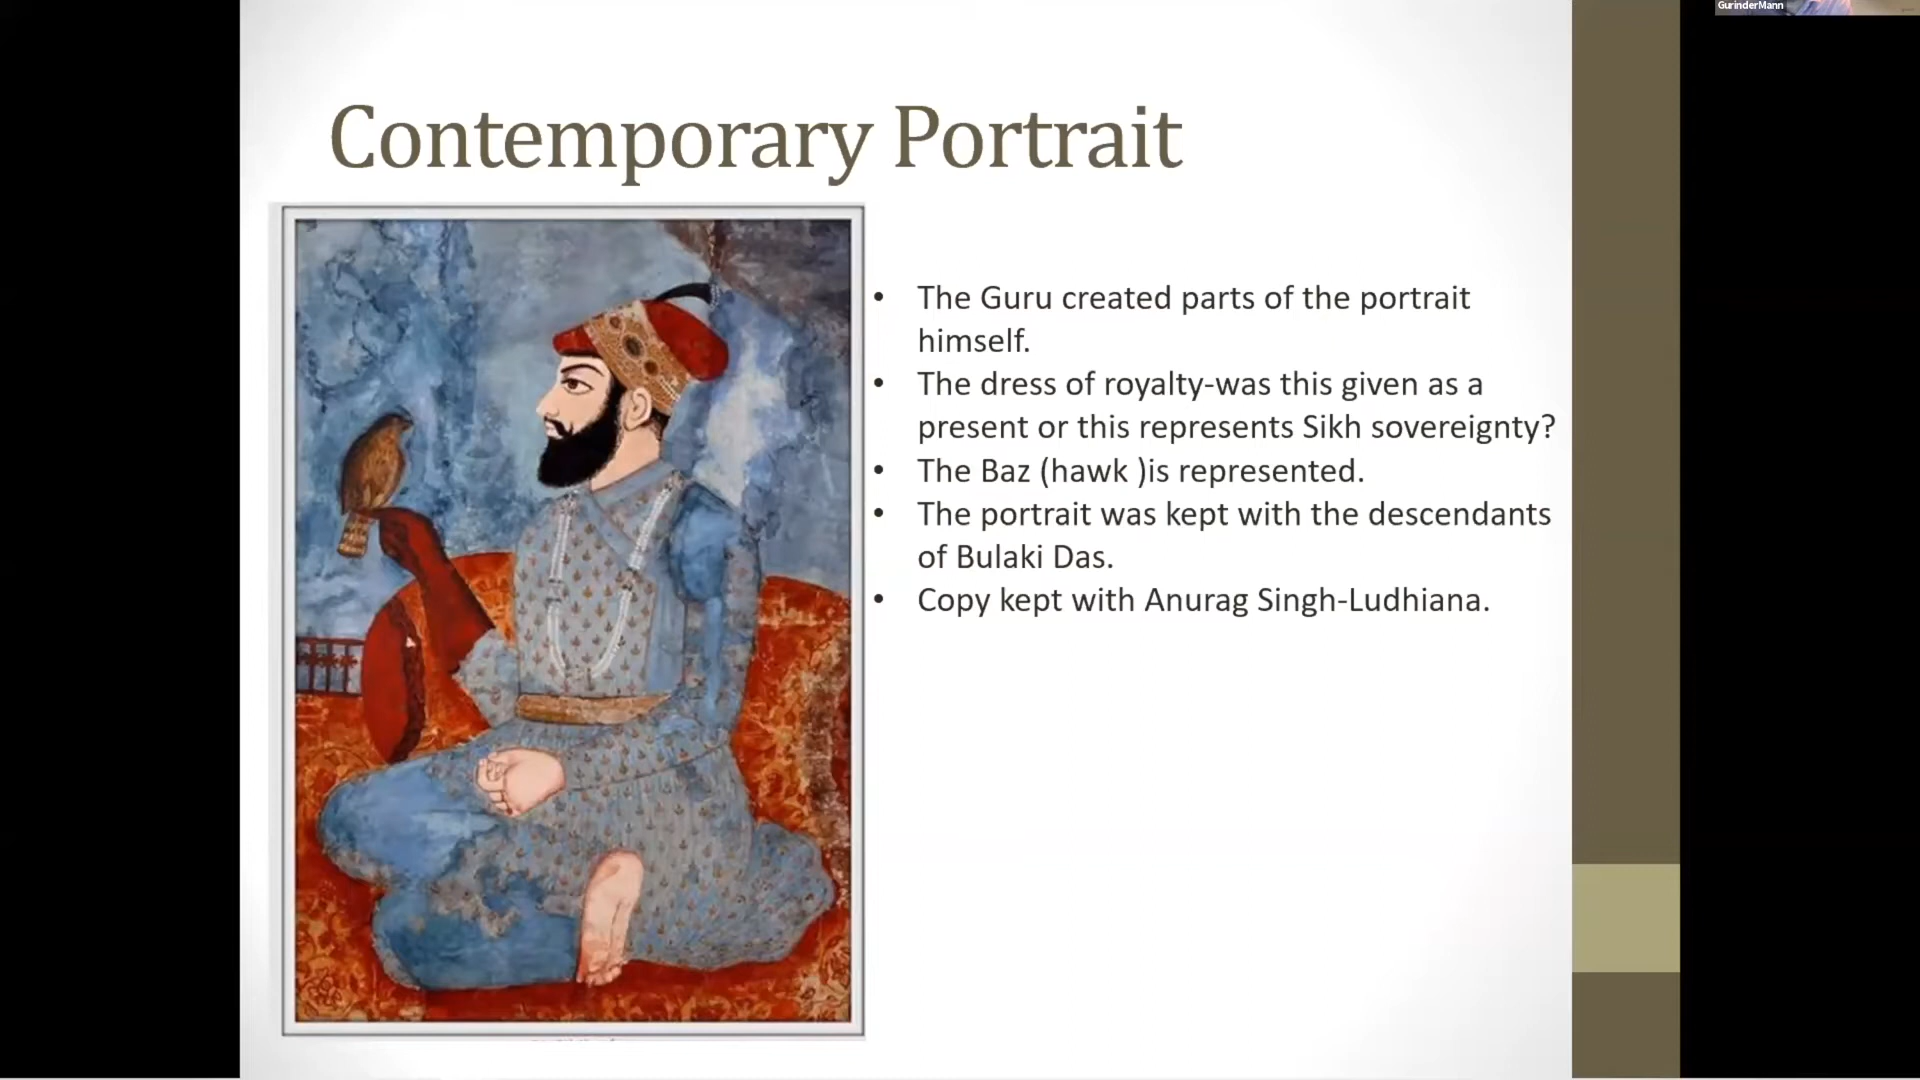 GurinderMann
Contemporary Portrait
• The Guru created parts of the portrait
himself.
• The dress of royalty-was this given as a
present or this represents Sikh sovereignty?
• The Baz (hawk )is represented.
• The portrait was kept with the descendants
of Bulaki Das.
• Copy kept with Anurag Singh-Ludhiana.